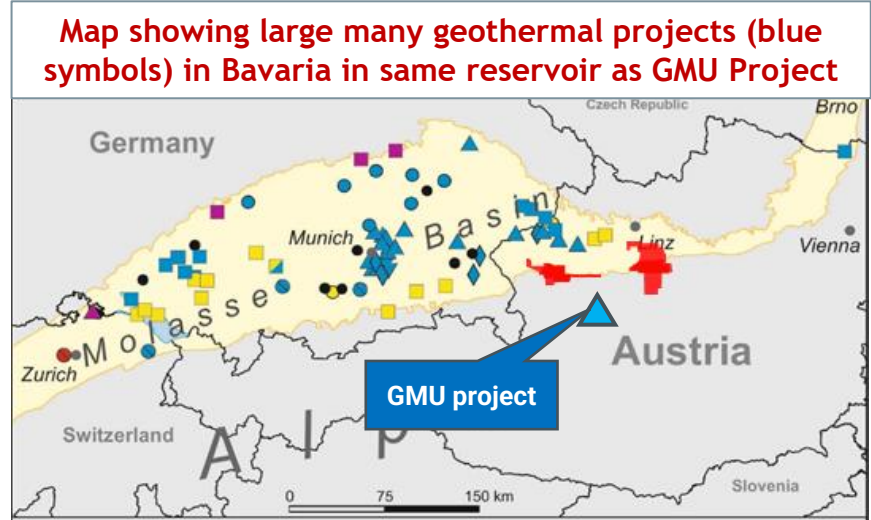 Map showing large many geothermal projects (blue
symbols) in Bavaria in same reservoir as GMU Project
Czech Republic
Brno
Germany
Basin
Munich
Linz
Vienna
Molasse
Austria
Zurich
GMU project
Switzerland
Alp
Slovenia
0 75 150 km